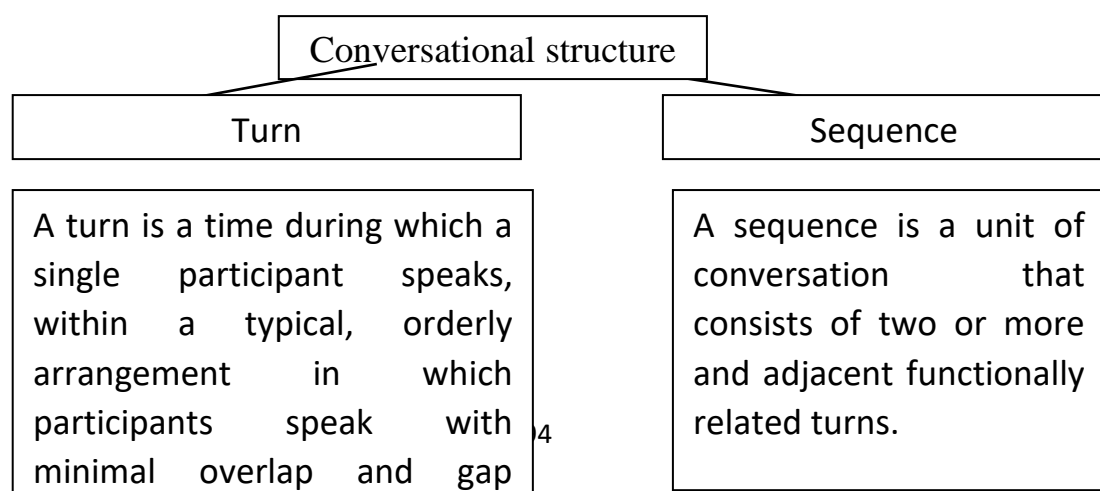 Conversational structure
Turn
Sequence
A turn is a time during which a
single participant speaks,
within a typical, orderly
arrangement in which
participants speak with
minimal overlap and gap
A sequence is a unit of
conversation that
consists of two or more
and adjacent functionally
related turns.